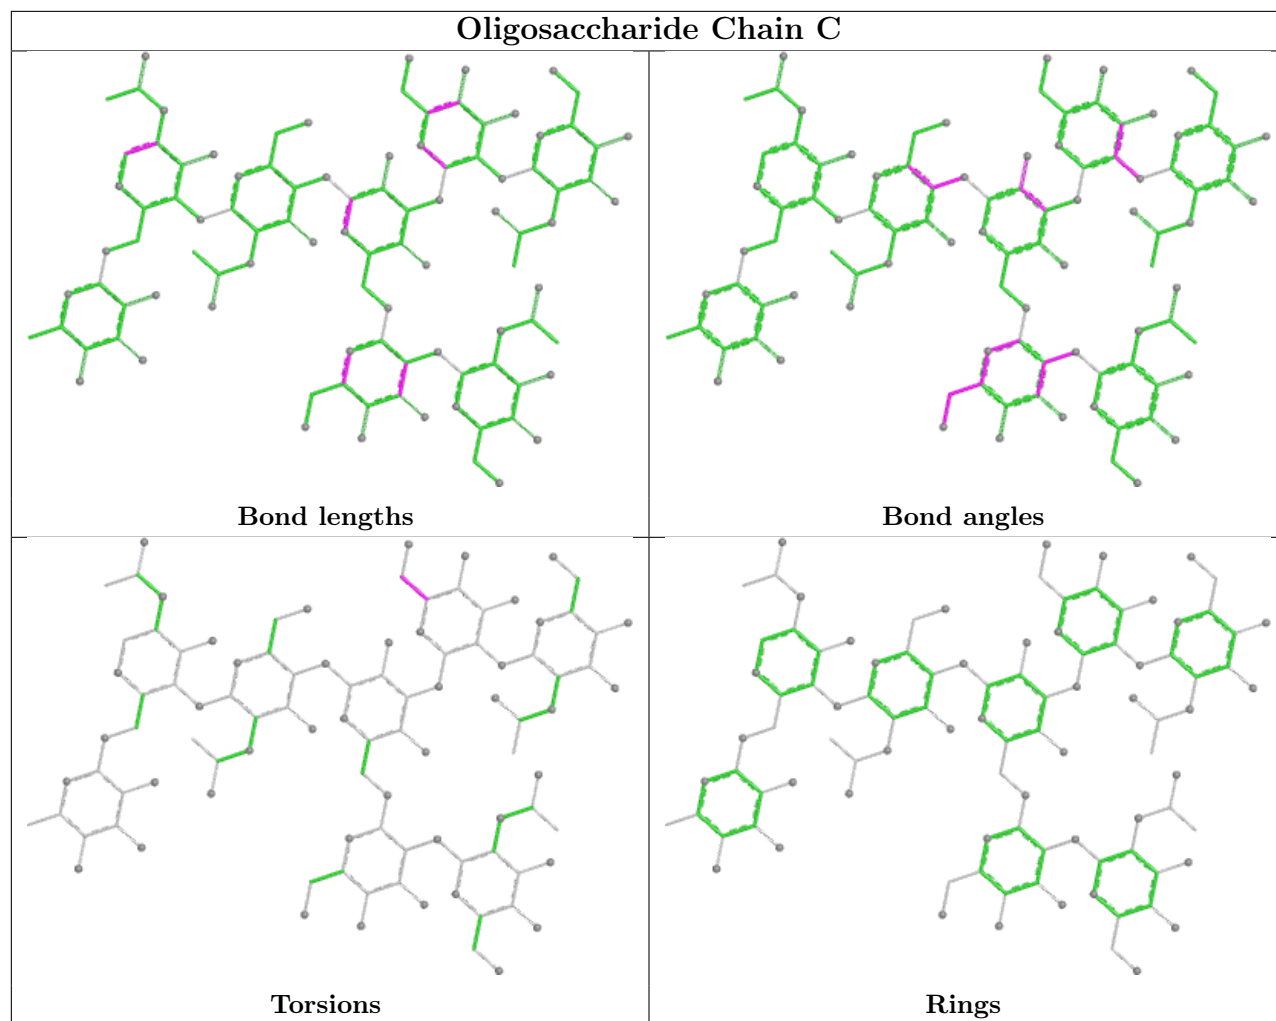 Oligosaccharide Chain C
Bond lengths
Bond angles
Torsions
Rings